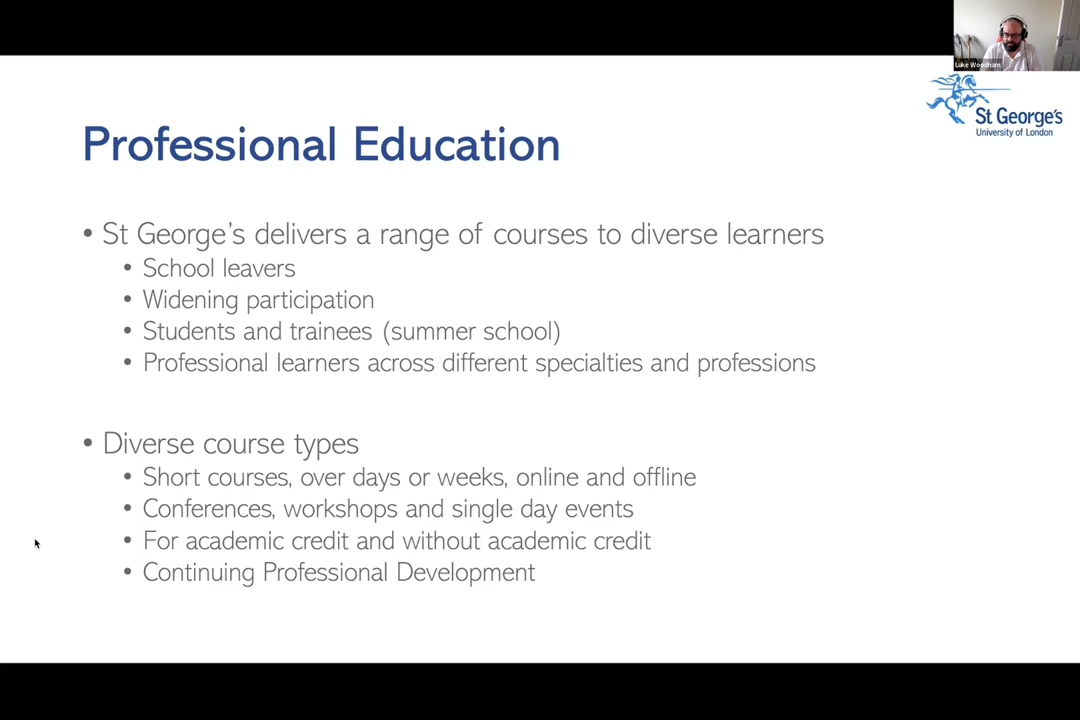 Luke Woodham
St George's
University of London
Professional Education
• St George's delivers a range of courses to diverse learners
• School leavers
• Widening participation
• Students and trainees (summer school)
• Professional learners across different specialties and professions
• Diverse course types
• Short courses, over days or weeks, online and offline
• Conferences, workshops and single day events
• For academic credit and without academic credit
• Continuing Professional Development